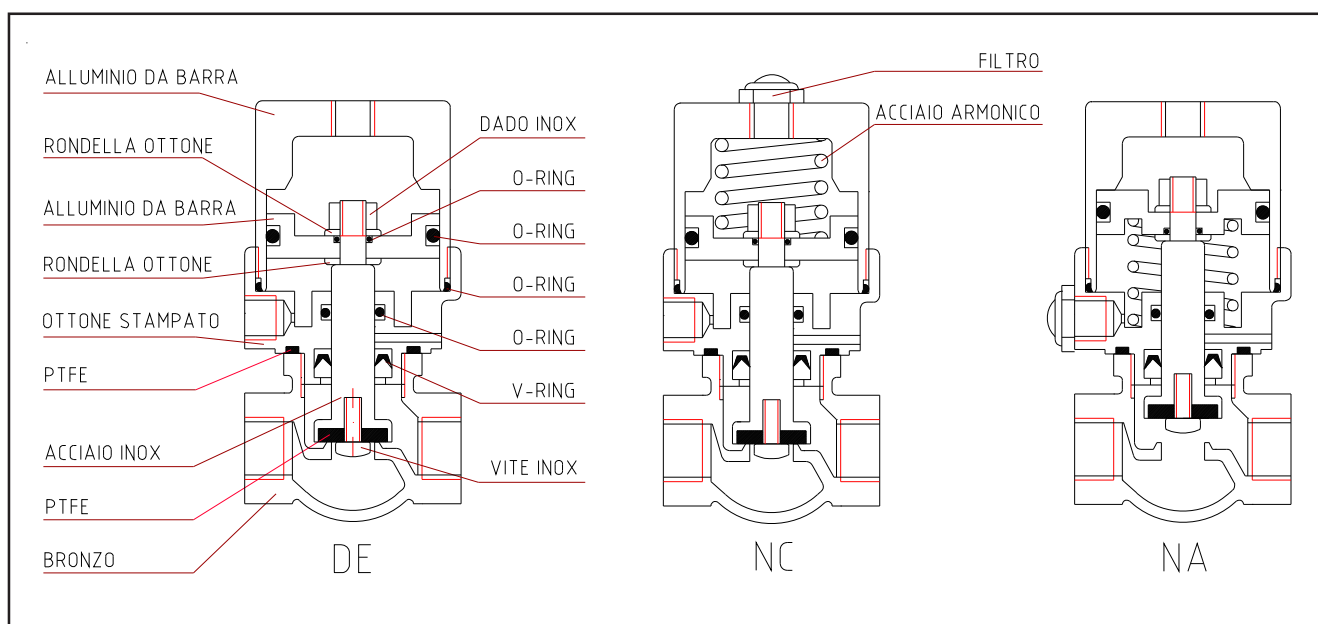 ALLUMINIO DA BARRA
RONDELLA OTTONE
ALLUMINIO DA BARRA
RONDELLA OTTONE
OTTONE STAMPATO
PTFE
ACCIAIO INOX
PTFE
BRONZO
DADO INOX
O-RING
O-RING
O-RING
O-RING
V-RING
VITE INOX
DE
FILTRO
ACCIAIO ARMONICO
NC
NA